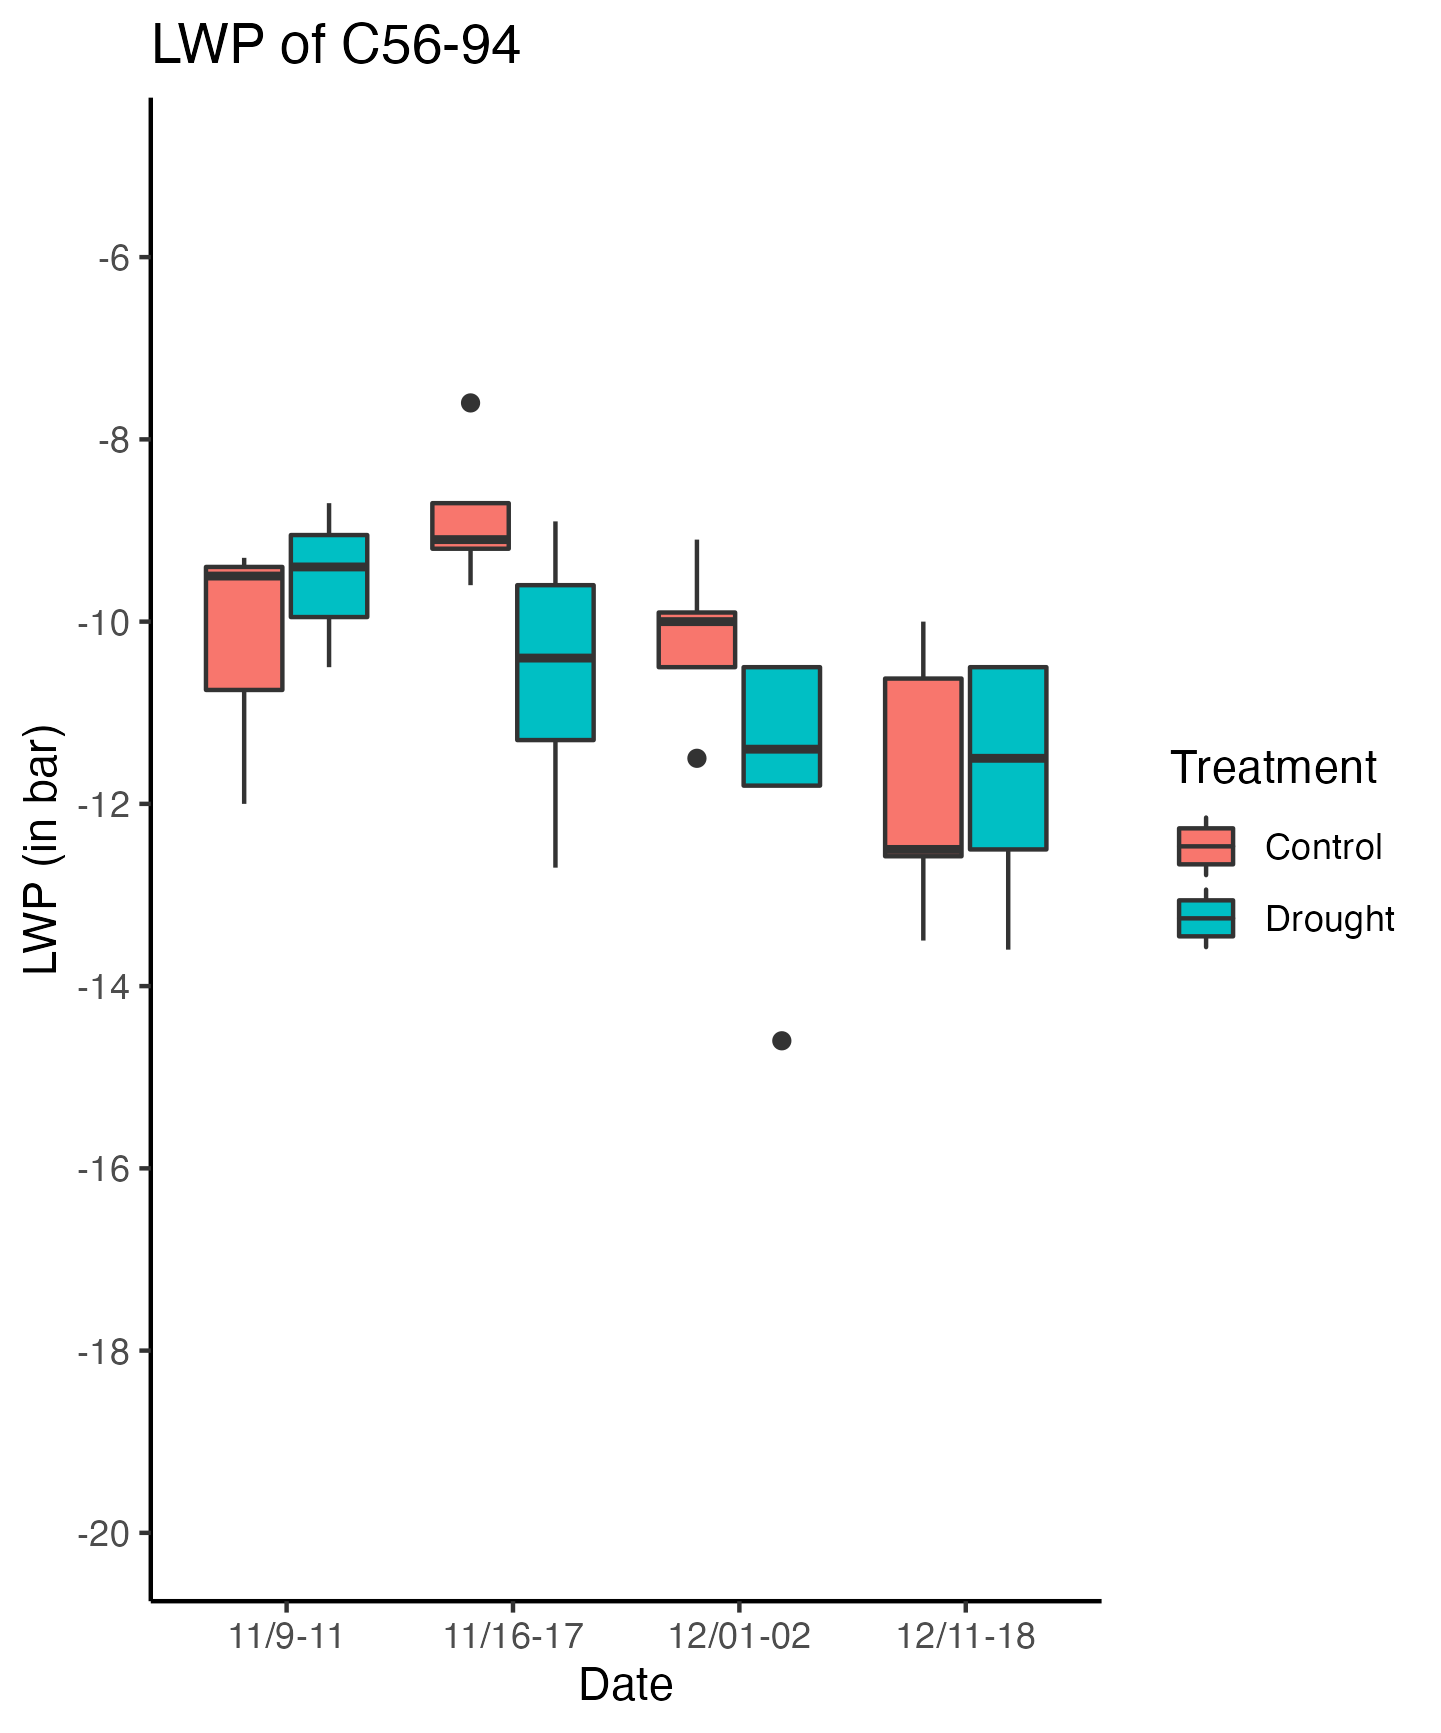 LWP of C56-94
LWP (in bar)
-6
-8
-10
-12
-14
-16
-18
-20
11/9-11
11/16-17
12/01-02
12/11-18
Date
Treatment
Control
Drought